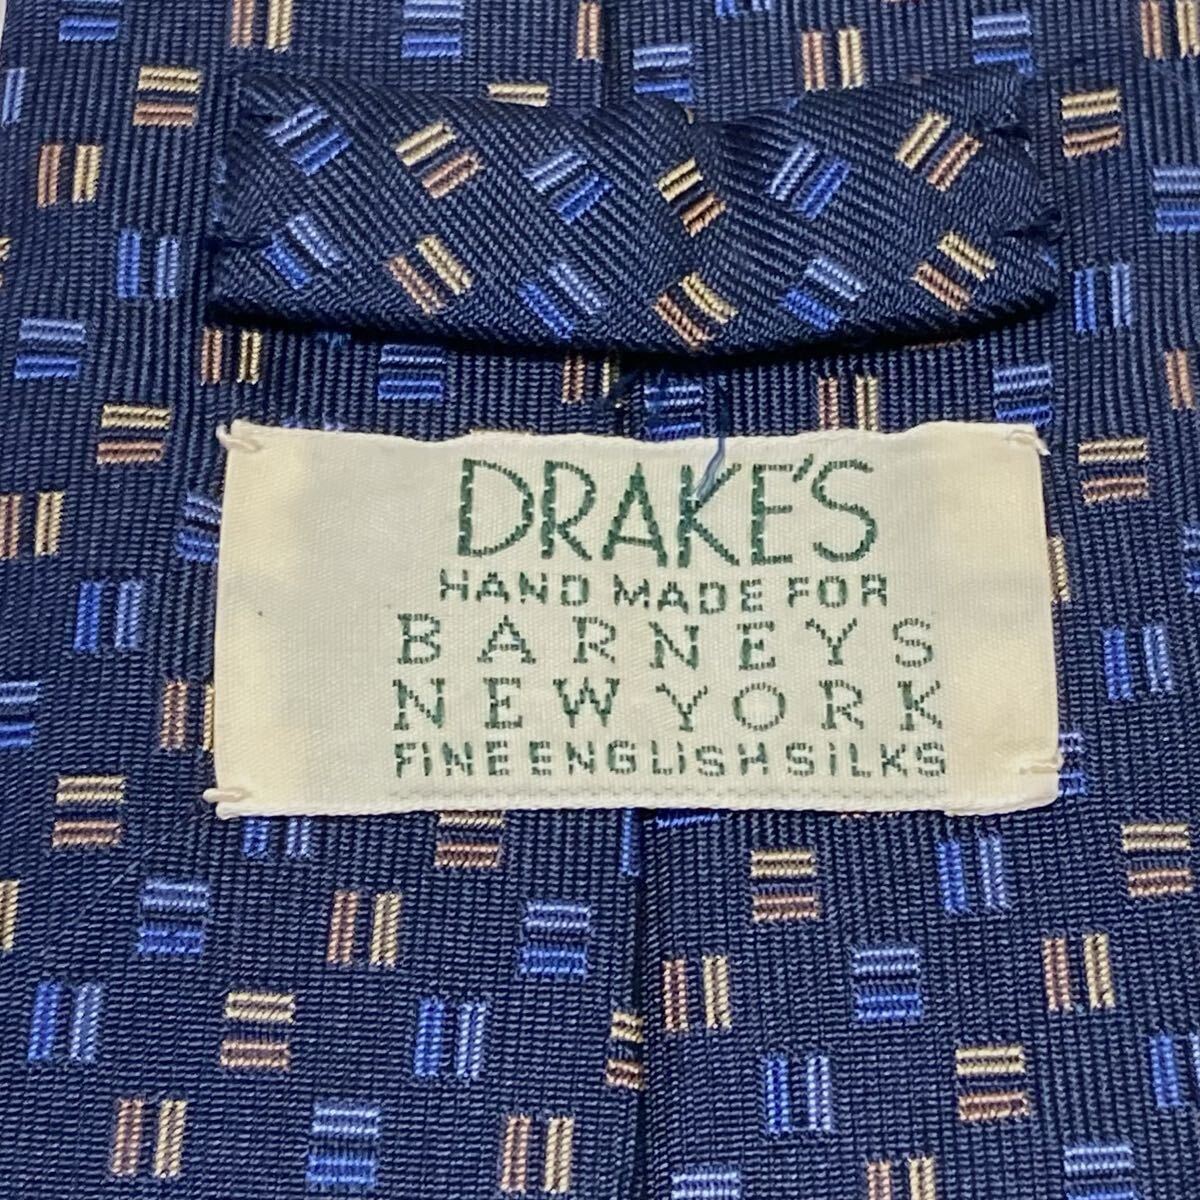 DRAKE'S
HAND MADE FOR
BARNEYS
NEW YORK
FINE ENGLISH SILKS